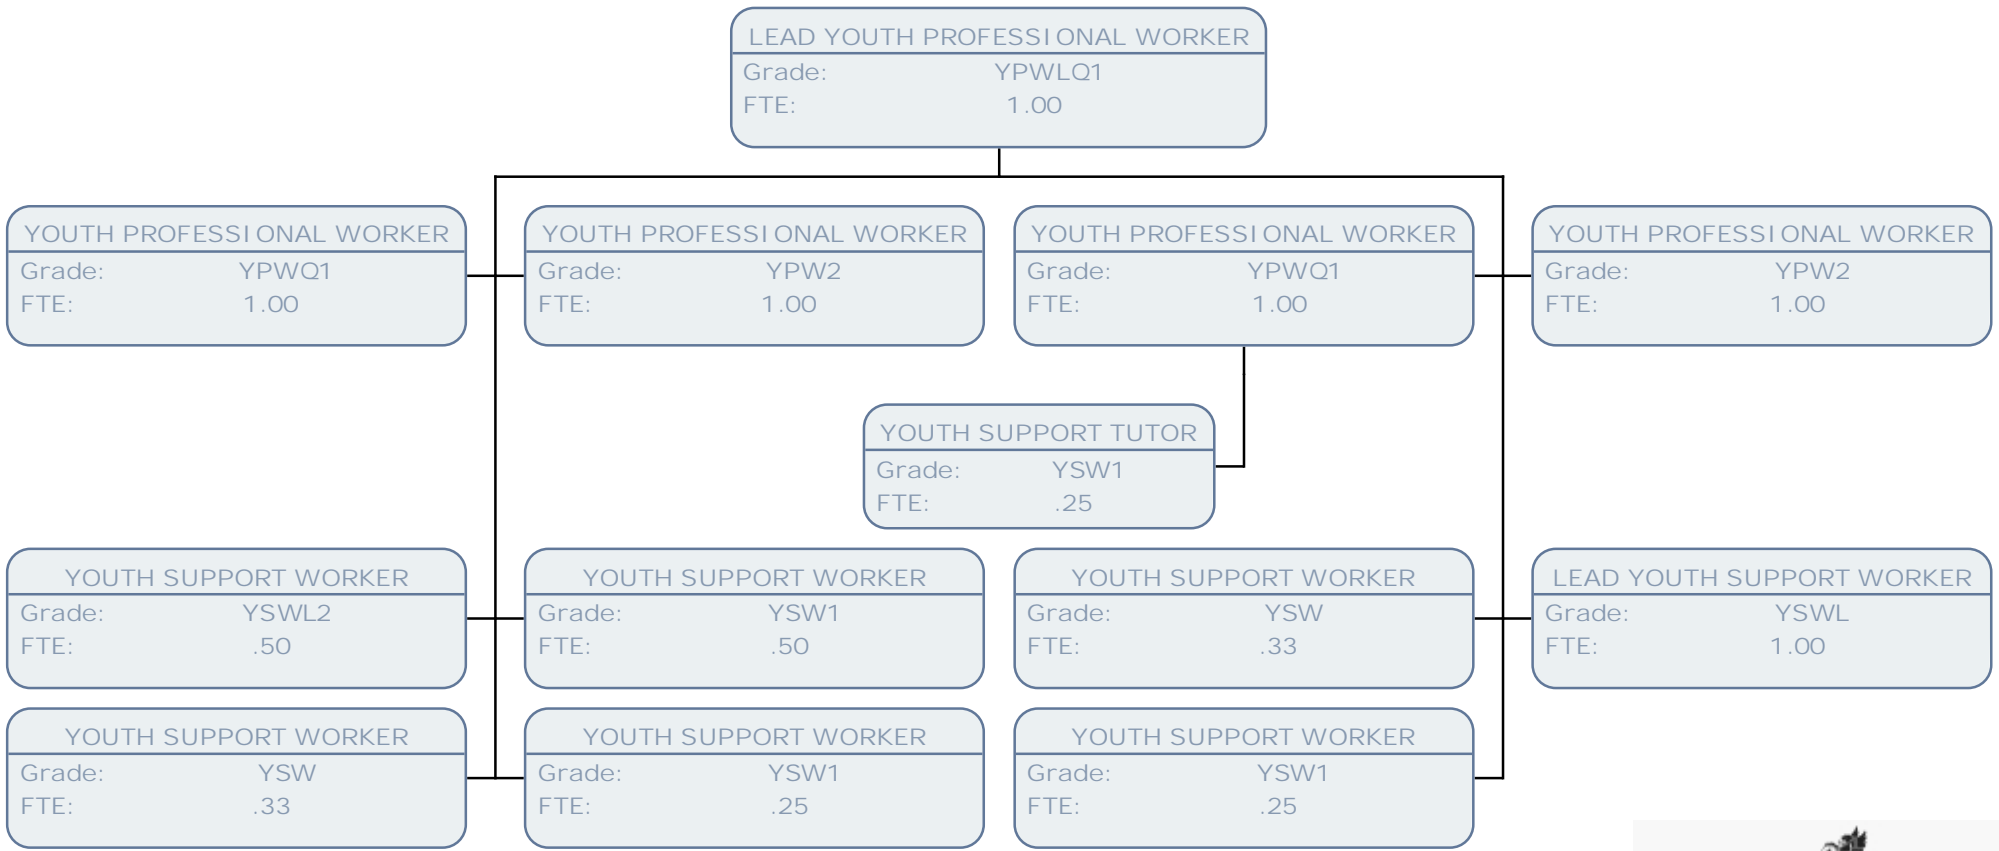 LEAD YOUTH PROFESSIONAL WORKER
Grade: YPWLQ1
FTE: 1.00
YOUTH PROFESSIONAL WORKER
Grade: YPWQ1
FTE: 1.00
YOUTH PROFESSIONAL WORKER
Grade: YPW2
FTE: 1.00
YOUTH PROFESSIONAL WORKER
Grade: YPWQ1
FTE: 1.00
YOUTH PROFESSIONAL WORKER
Grade: YPW2
FTE: 1.00
YOUTH SUPPORT TUTOR
Grade: YSW1
FTE: .25
YOUTH SUPPORT WORKER
Grade: YSWL2
FTE: .50
YOUTH SUPPORT WORKER
Grade: YSW1
FTE: .50
YOUTH SUPPORT WORKER
Grade: YSW
FTE: .33
LEAD YOUTH SUPPORT WORKER
Grade: YSWL
FTE: 1.00
YOUTH SUPPORT WORKER
Grade: YSW
FTE: .33
YOUTH SUPPORT WORKER
Grade: YSW1
FTE: .25
YOUTH SUPPORT WORKER
Grade: YSW1
FTE: .25